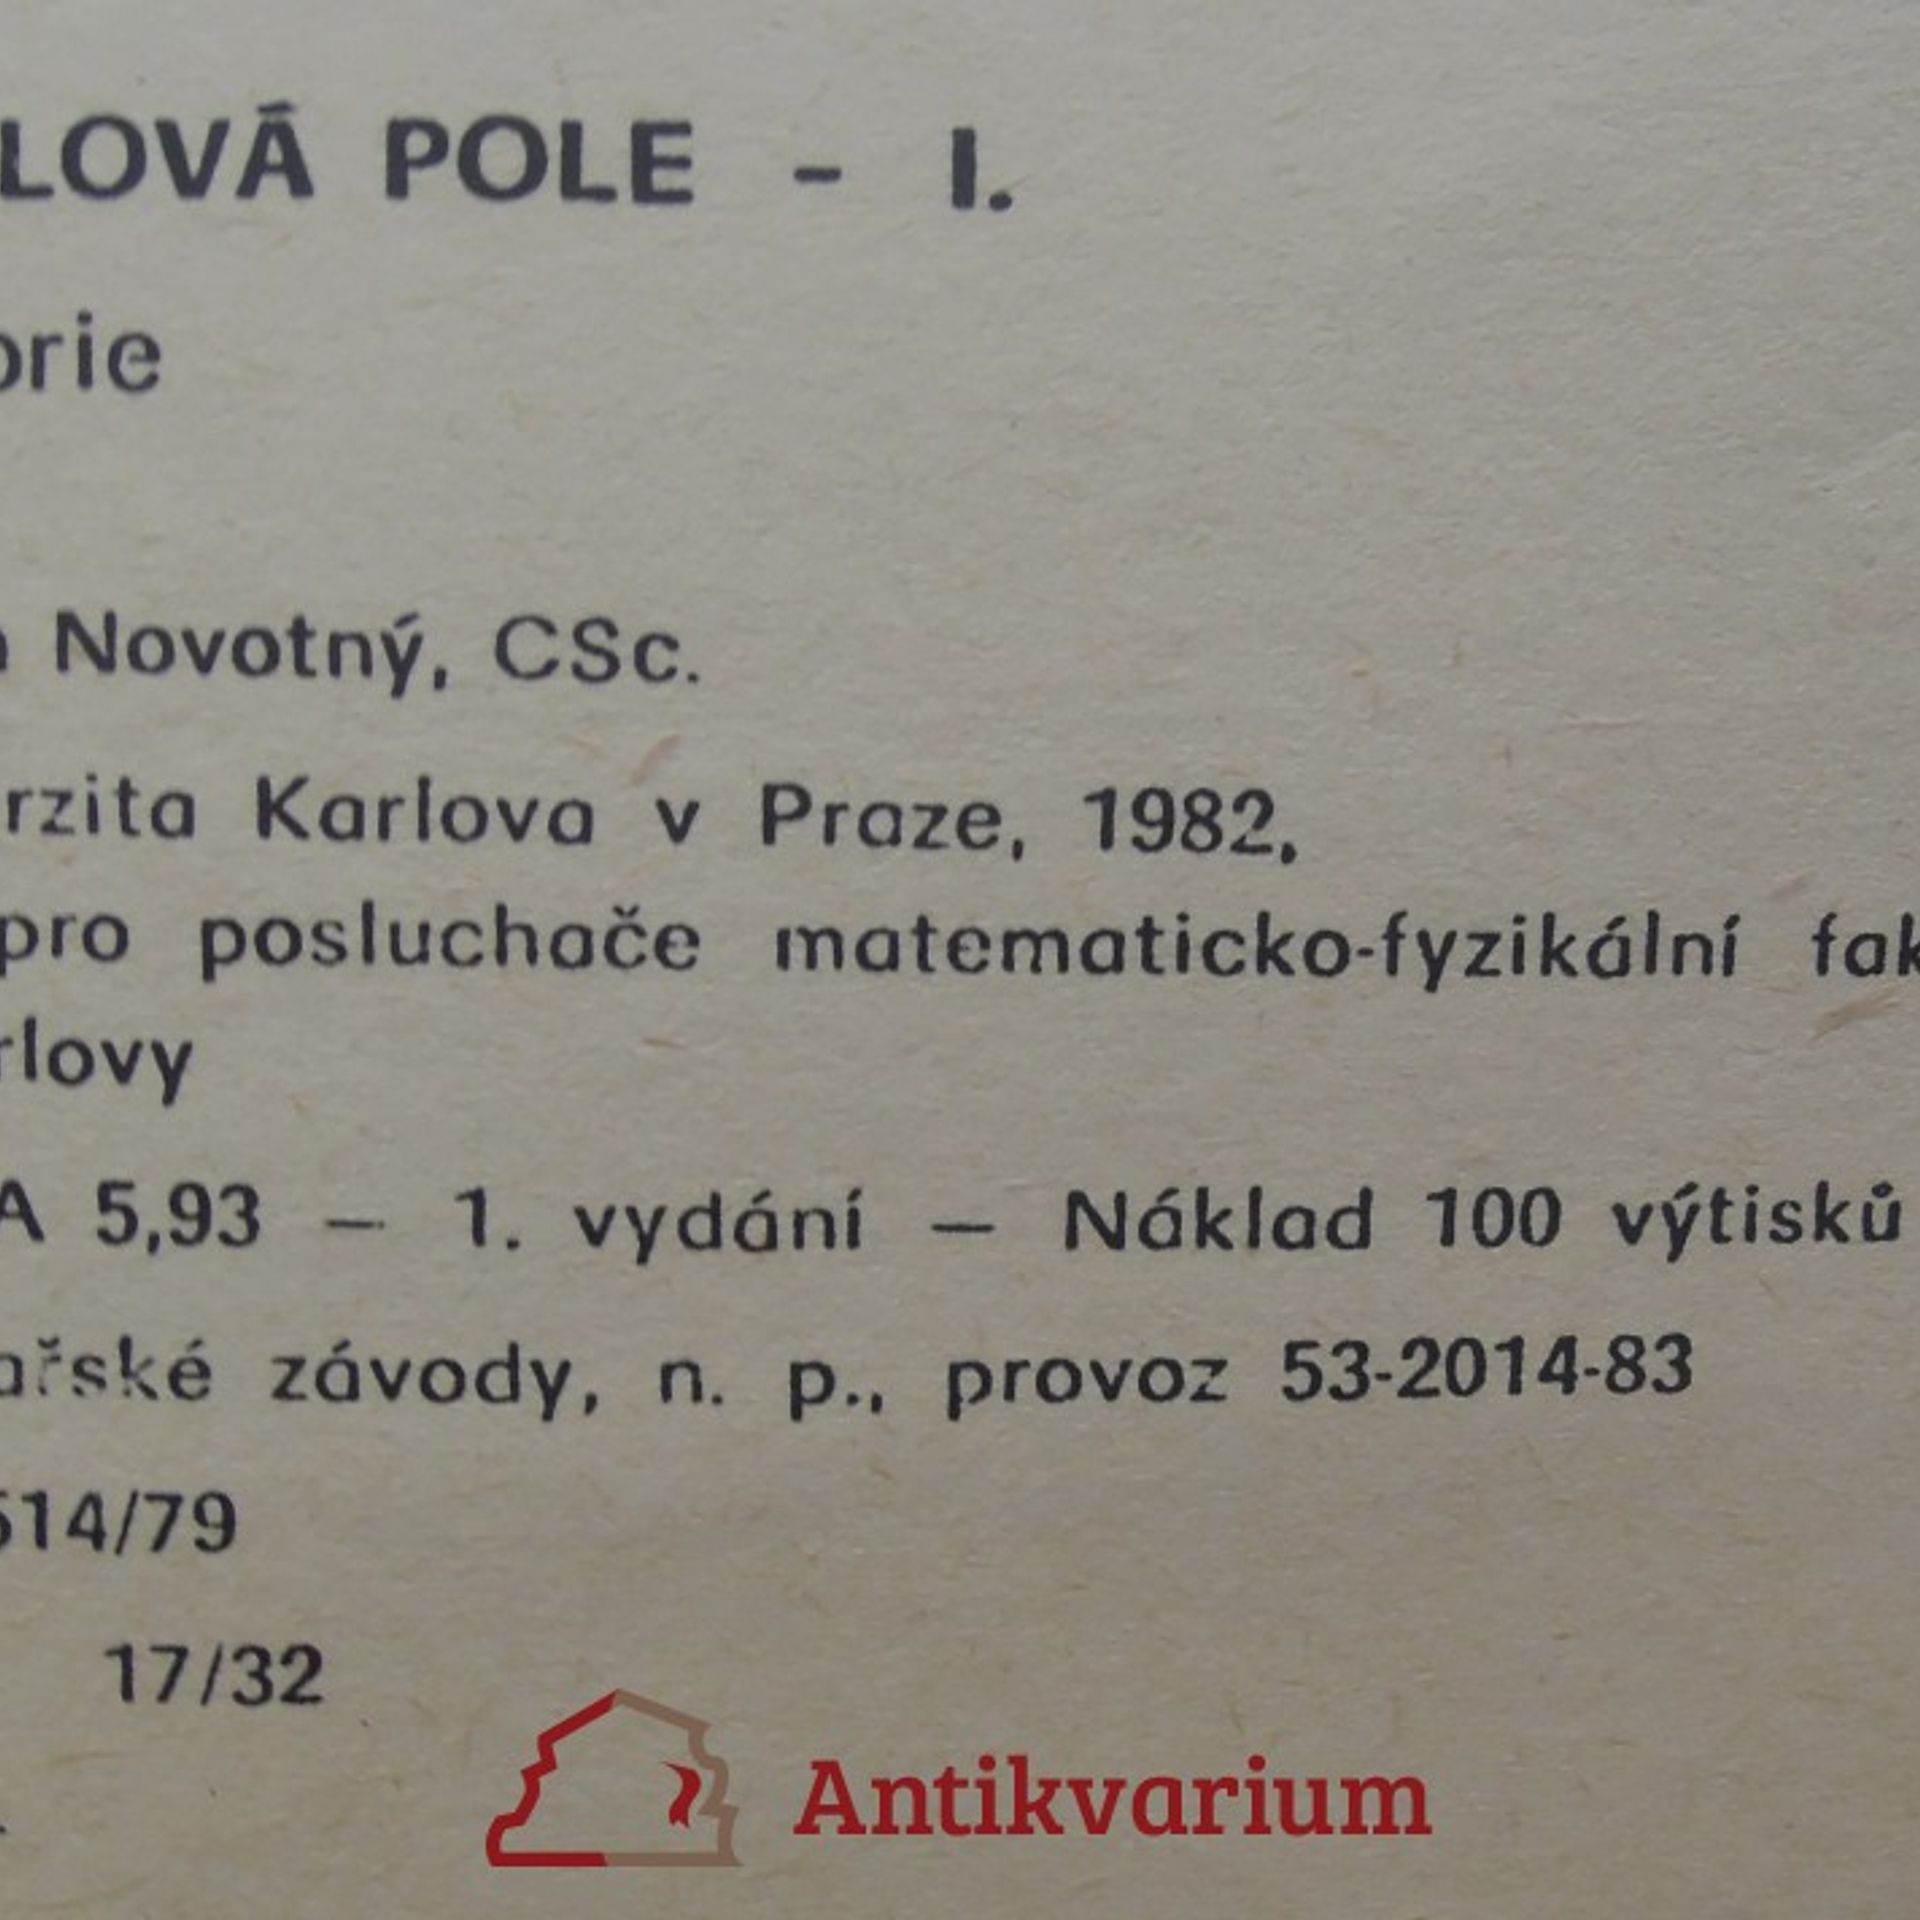 LOVÁ POLE - I.
orie
Novotný, CSc.
rzita Karlova v Praze, 1982,
pro posluchače matematicko-fyzikální fak
rlovy
A 5,93 — 1. vydání — Náklad 100 výtisků
ařské závody, n. p., provoz 53-2014-83
514/79
17/32
Antikvarium